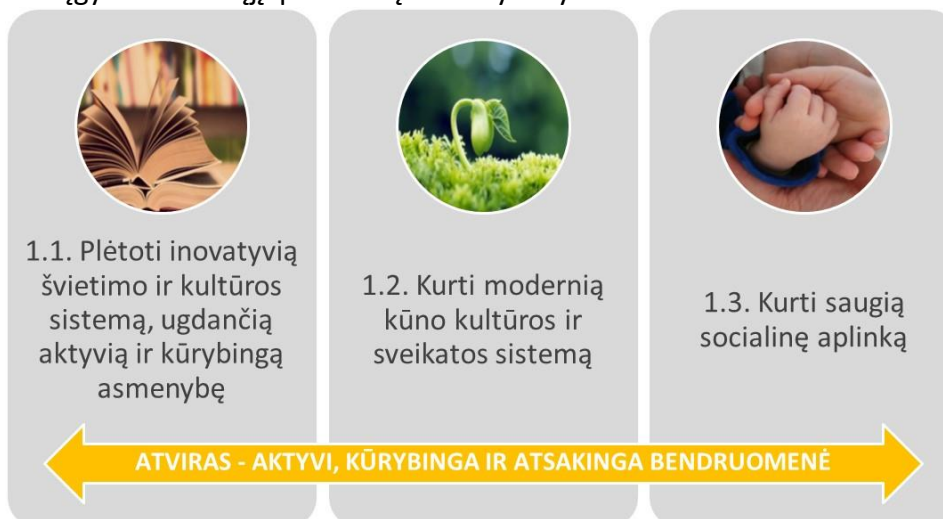 1.1. Plėtoti inovatyvią
švietimo ir kultūros
sistemą, ugdančią
aktyvią ir kūrybingą
asmenybę
1.2. Kurti modernią
kūno kultūros ir
sveikatos sistemą
1.3. Kurti saugią
socialinę aplinką
ATVIRAS - AKTYVI, KŪRYBINGA IR ATSAKINGA BENDRUOMENĖ